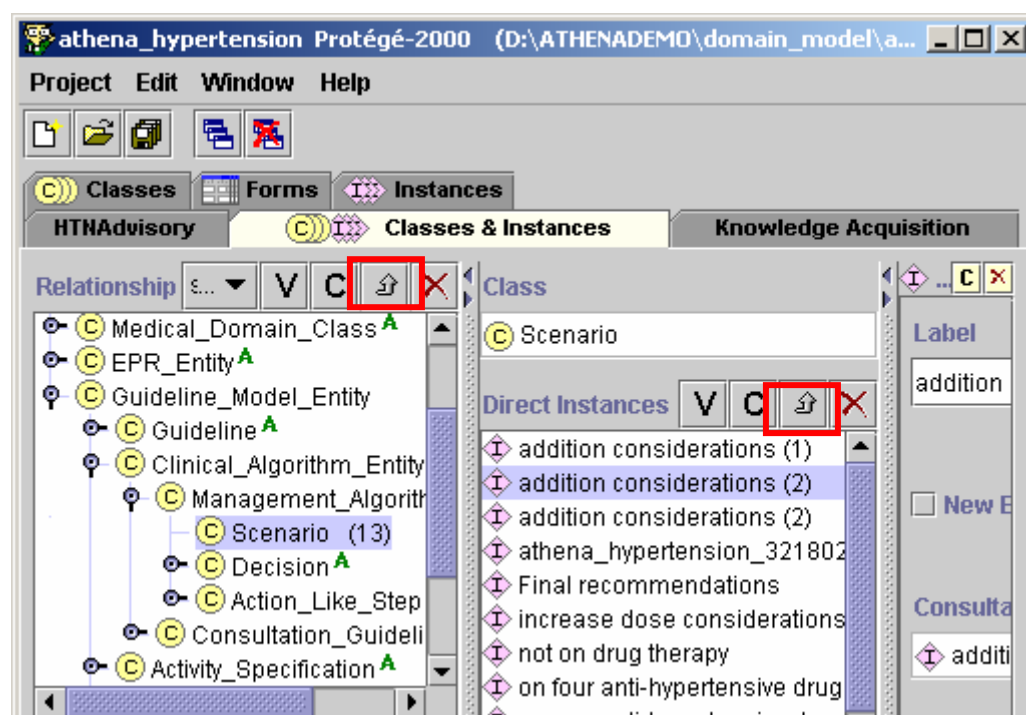 athena_hypertension Protégé-2000 (D:\ATHENADEMO\domain_model\a...
Project Edit Window Help
C Classes Forms I Instances
HTNAdvisory C I Classes & Instances Knowledge Acquisition
Relationship V C
C Medical_Domain_Class A
C EPR_Entity A
C Guideline_Model_Entity
C Guideline A
C Clinical_Algorithm_Entity
C Management_Algorith
C Scenario (13)
C Decision A
C Action_Like_Step
C Consultation_Guideli
C Activity_Specification A
Class
C Scenario
Direct Instances V C
I addition considerations (1)
I addition considerations (2)
I addition considerations (2)
I athena_hypertension_321802
I Final recommendations
I increase dose considerations
I not on drug therapy
I on four anti-hypertensive drug
I ... C
Label
addition
New E
Consulta
I additi